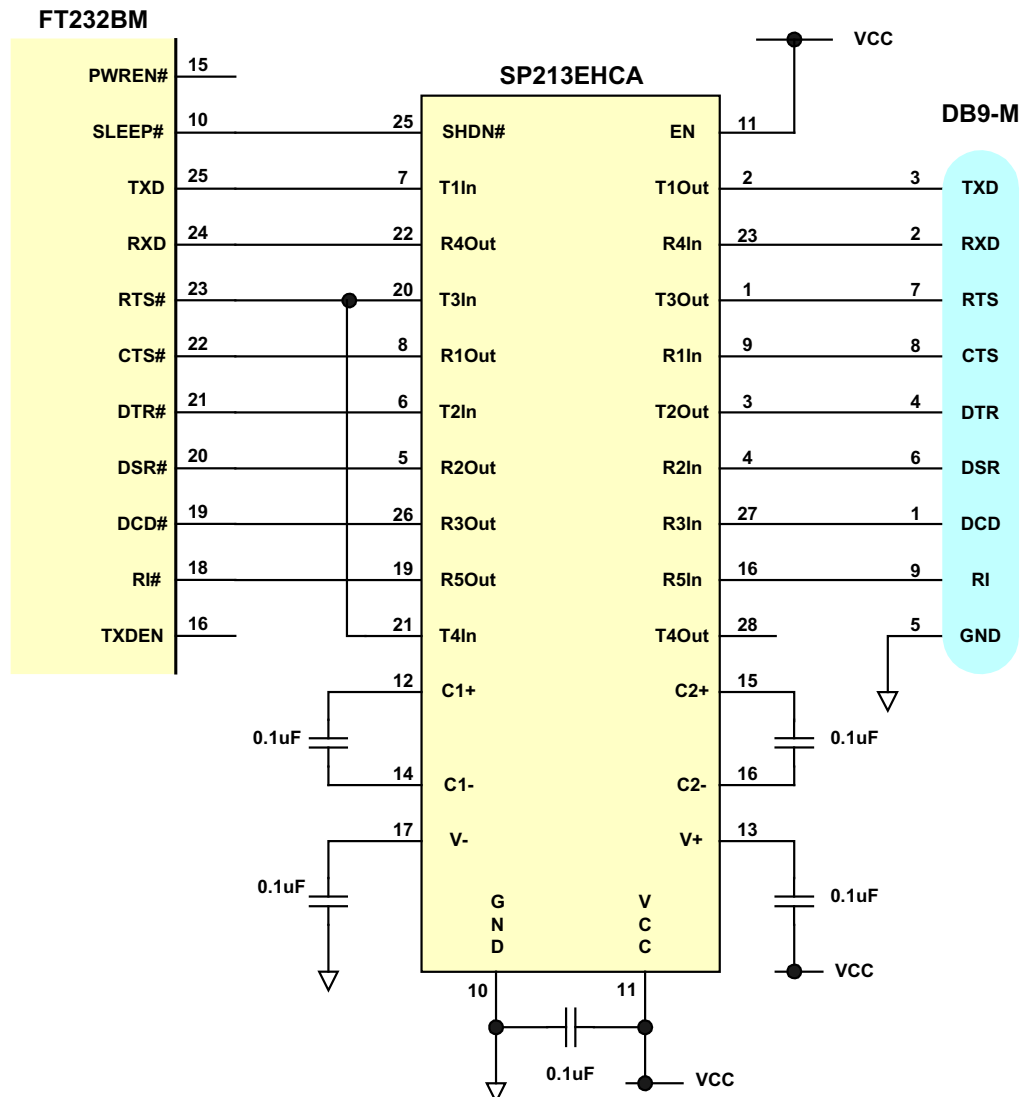 FT232BM
VCC
PWREN# 15
SP213EHCA
DB9-M
SLEEP# 10 25 SHDN# EN 11
TXD 25 7 T1In T1Out 2 3 TXD
RXD 24 22 R4Out R4In 23 2 RXD
RTS# 23 20 T3In T3Out 1 7 RTS
CTS# 22 8 R1Out R1In 9 8 CTS
DTR# 21 6 T2In T2Out 3 4 DTR
DSR# 20 5 R2Out R2In 4 6 DSR
DCD# 19 26 R3Out R3In 27 1 DCD
RI# 18 19 R5Out R5In 16 9 RI
TXDEN 16 21 T4In T4Out 28 5 GND
12 C1+ C2+ 15
0.1uF 0.1uF
14 C1- C2- 16
17 V- V+ 13
0.1uF 0.1uF
GND VCC
VCC
10 11
0.1uF VCC